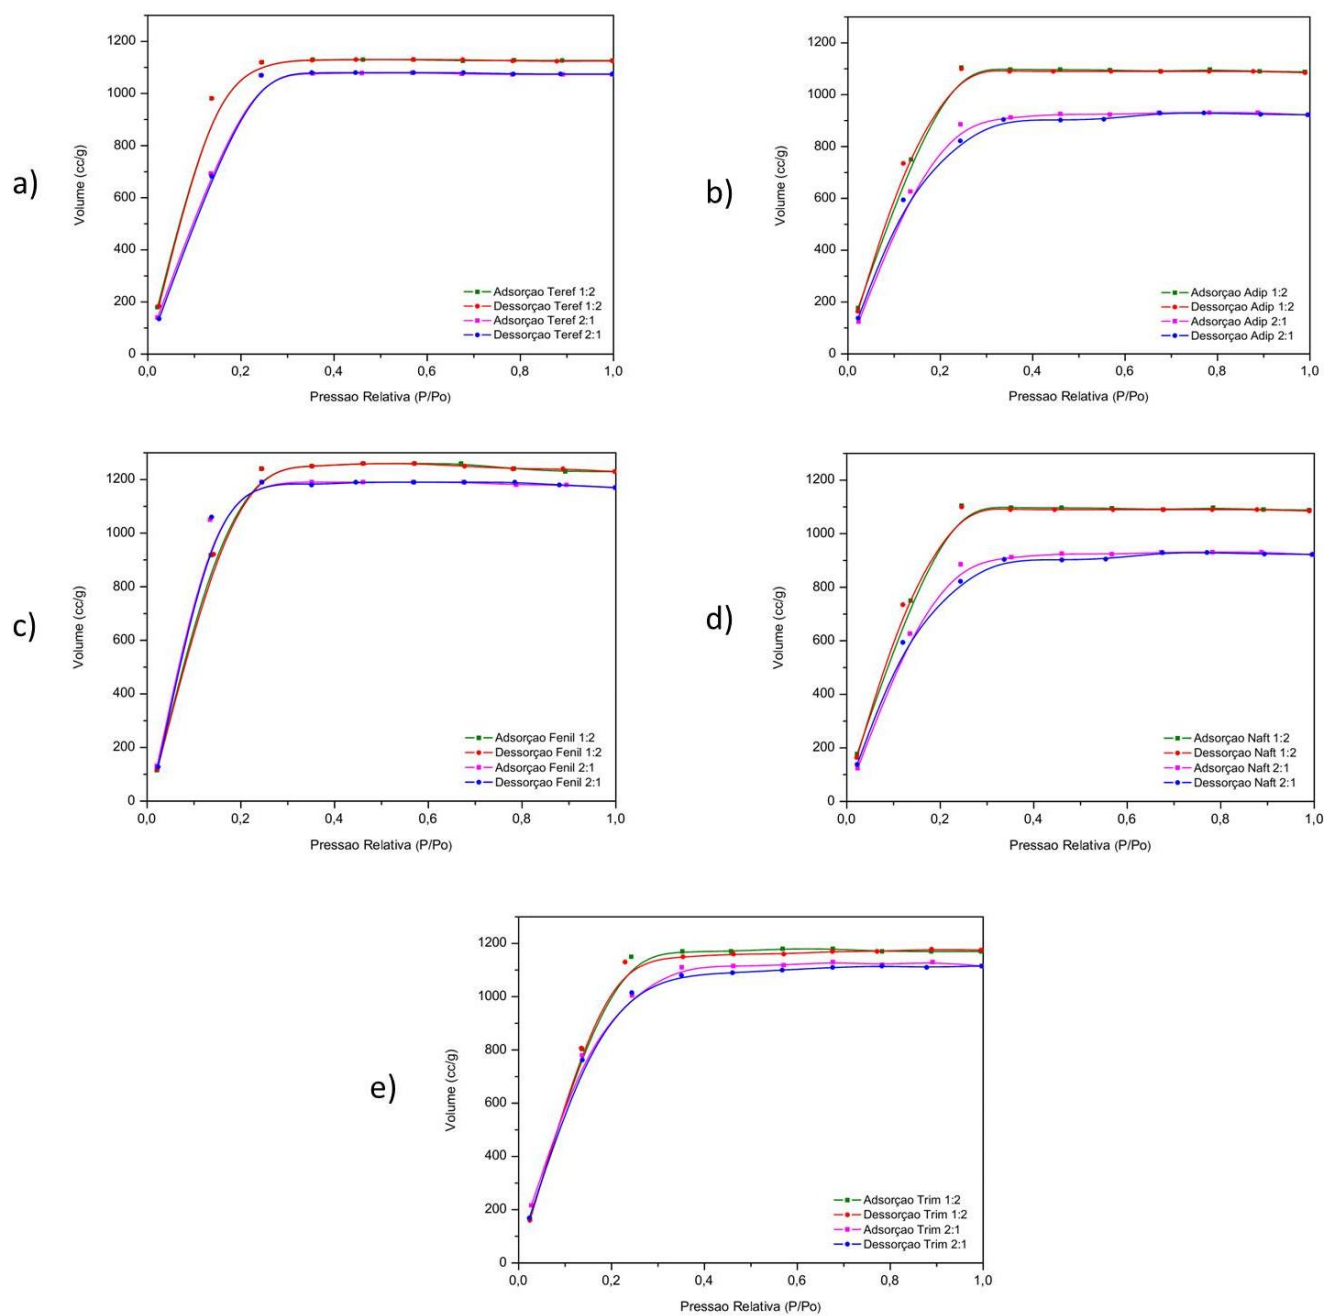 a)
1200
1000
800
600
400
200
0
Volume (cc/g)
0,0 0,2 0,4 0,6 0,8 1,0
Pressao Relativa (P/Po)
Adsorçao Teref 1:2
Dessorçao Teref 1:2
Adsorçao Teref 2:1
Dessorçao Teref 2:1
b)
1200
1000
800
600
400
200
0
Volume (cc/g)
0,0 0,2 0,4 0,6 0,8 1,0
Pressao Relativa (P/Po)
Adsorçao Adip 1:2
Dessorçao Adip 1:2
Adsorçao Adip 2:1
Dessorçao Adip 2:1
c)
1200
1000
800
600
400
200
0
Volume (cc/g)
0,0 0,2 0,4 0,6 0,8 1,0
Pressao Relativa (P/Po)
Adsorçao Fenil 1:2
Dessorçao Fenil 1:2
Adsorçao Fenil 2:1
Dessorçao Fenil 2:1
d)
1200
1000
800
600
400
200
0
Volume (cc/g)
0,0 0,2 0,4 0,6 0,8 1,0
Pressao Relativa (P/Po)
Adsorçao Naft 1:2
Dessorçao Naft 1:2
Adsorçao Naft 2:1
Dessorçao Naft 2:1
e)
1200
1000
800
600
400
200
0
Volume (cc/g)
0,0 0,2 0,4 0,6 0,8 1,0
Pressao Relativa (P/Po)
Adsorçao Trim 1:2
Dessorçao Trim 1:2
Adsorçao Trim 2:1
Dessorçao Trim 2:1